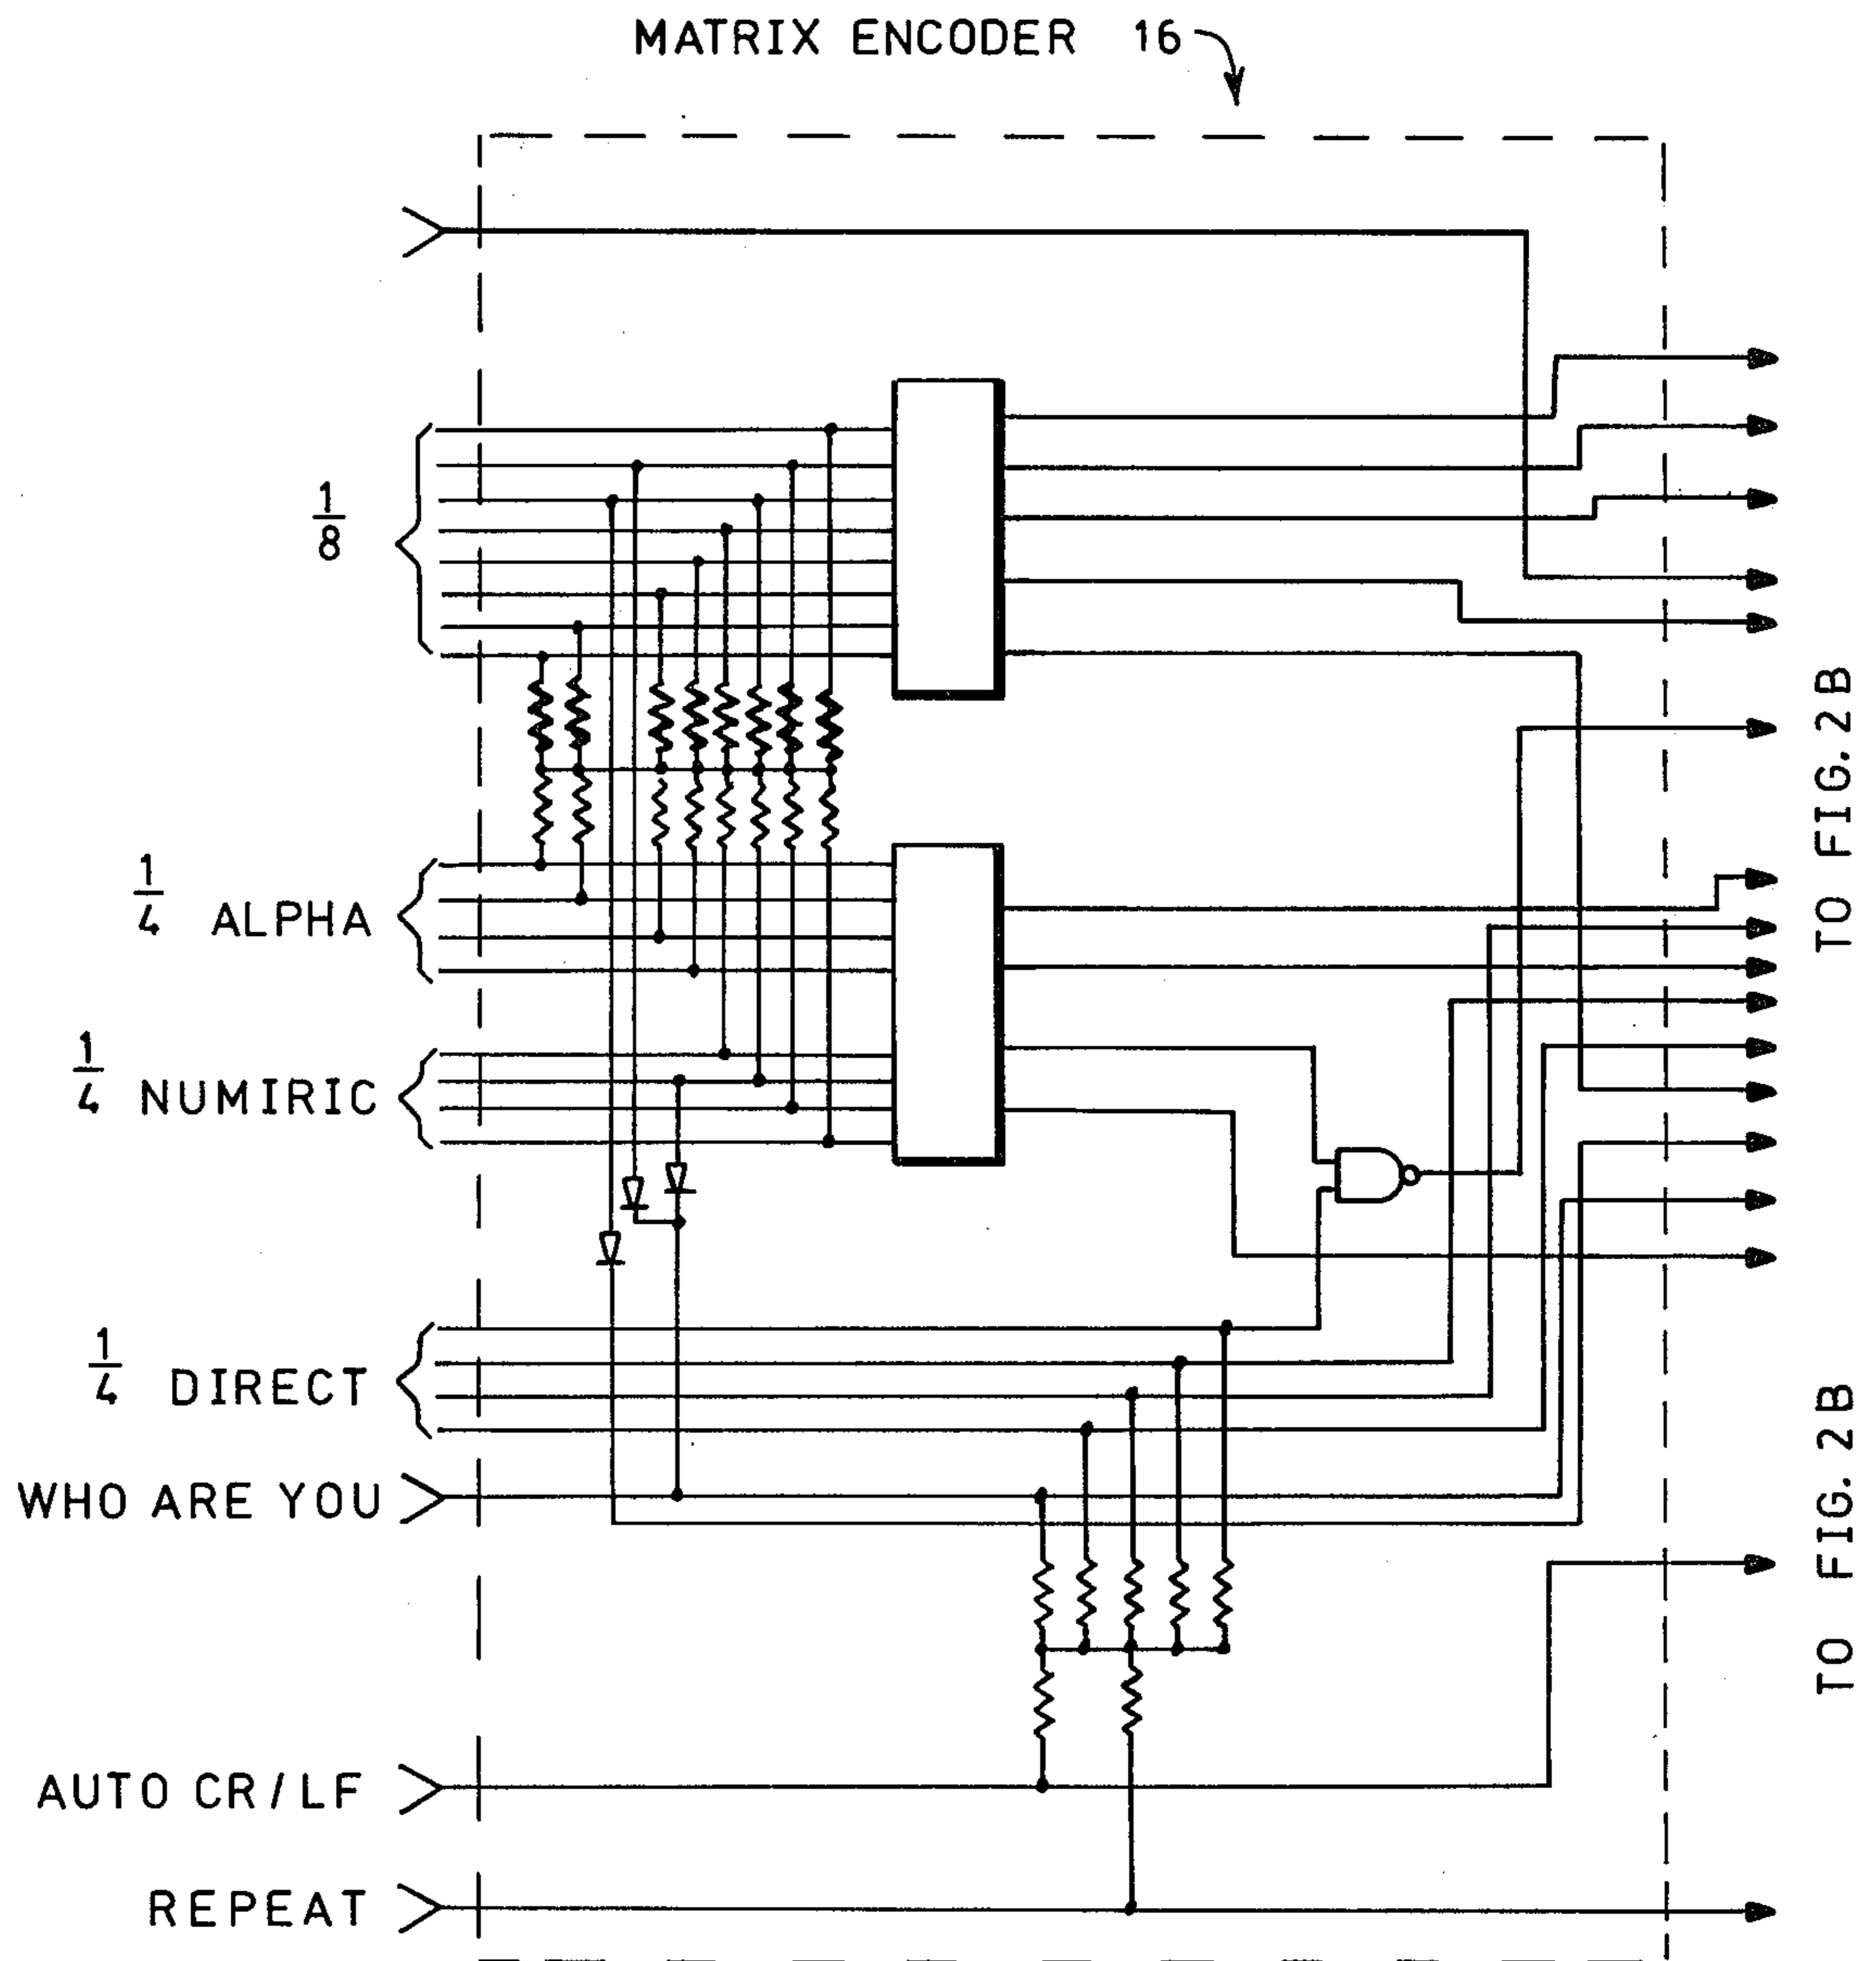 MATRIX ENCODER 16
1/8
1/4 ALPHA
1/4 NUMIRIC
1/4 DIRECT
WHO ARE YOU
AUTO CR/LF
REPEAT
TO FIG. 2B
TO FIG. 2B